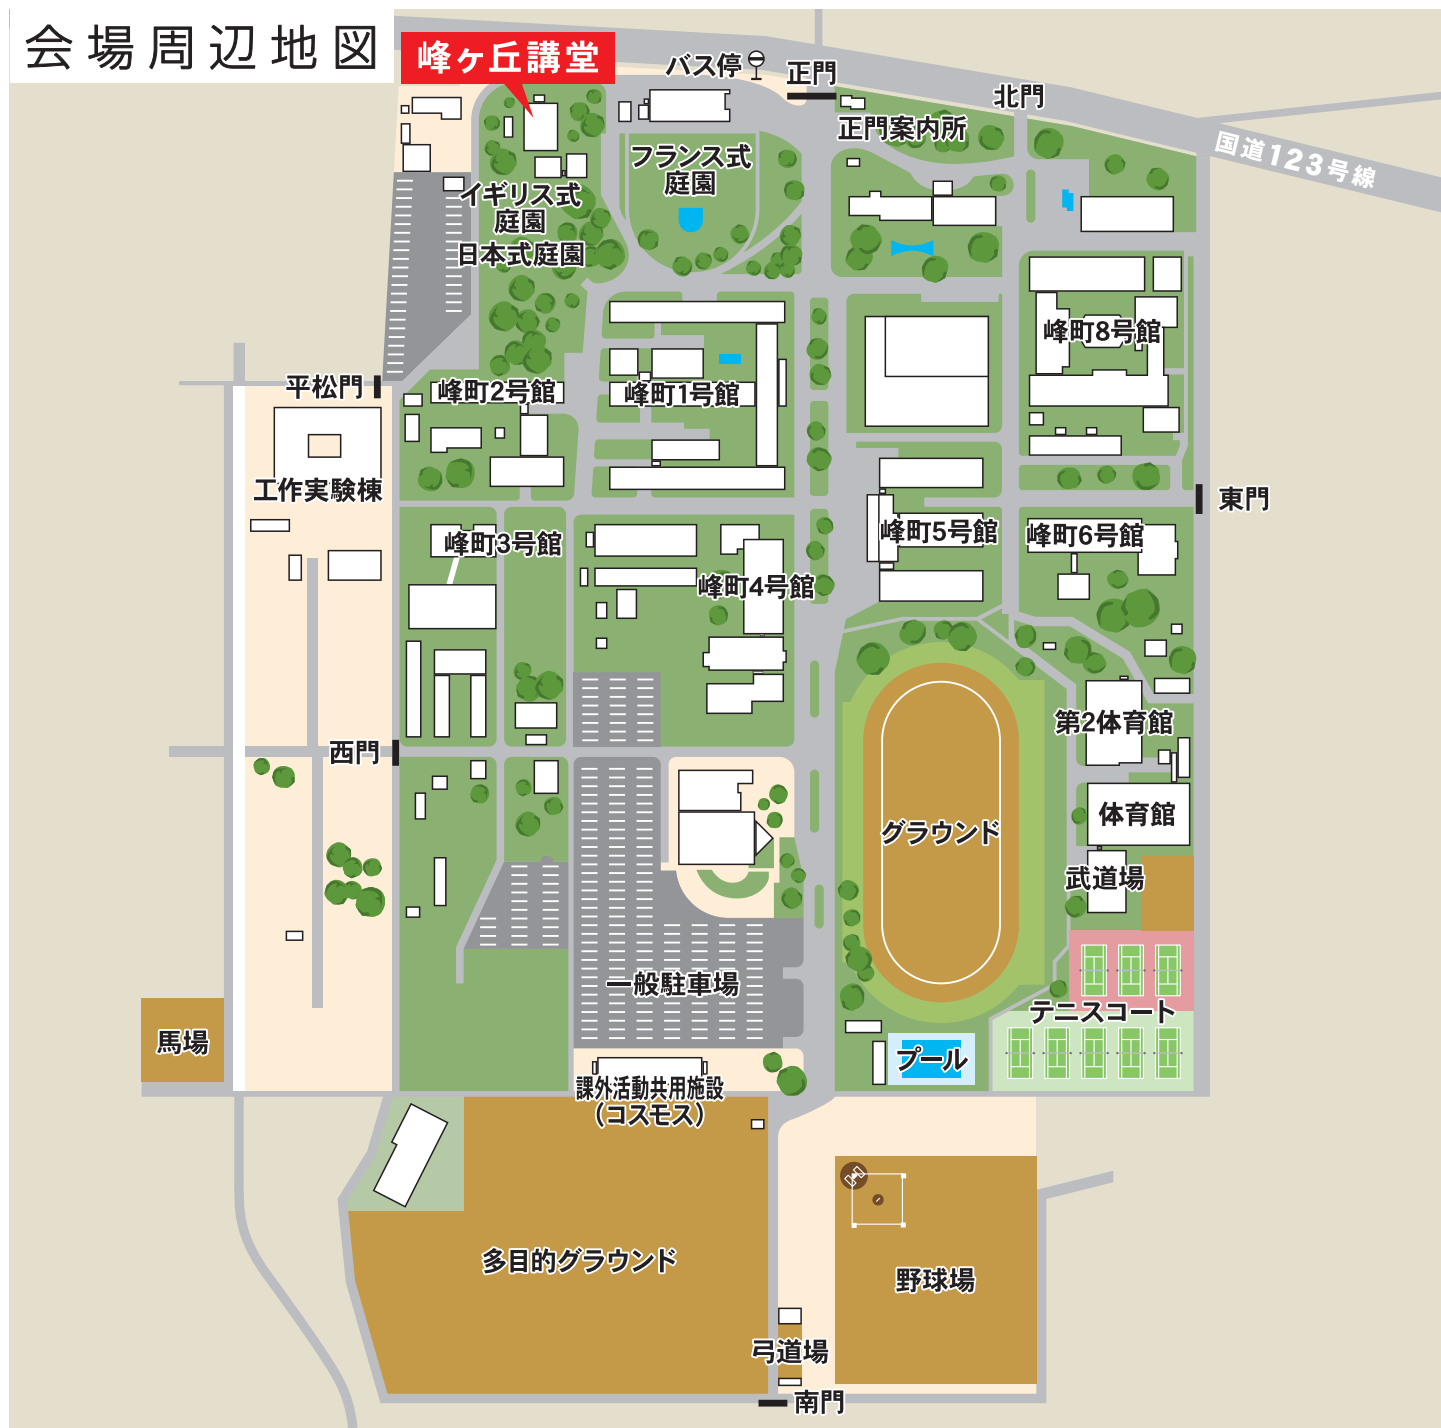 会場周辺地図
峰ヶ丘講堂
バス停
正門
北門
正門案内所
国道123号線
フランス式
庭園
イギリス式
庭園
日本式庭園
峰町8号館
平松門
峰町2号館
峰町1号館
工作実験棟
東門
峰町3号館
峰町5号館
峰町6号館
峰町4号館
第2体育館
西門
体育館
グラウンド
武道場
一般駐車場
テニスコート
馬場
プール
課外活動共用施設
（コスモス）
多目的グラウンド
野球場
弓道場
南門